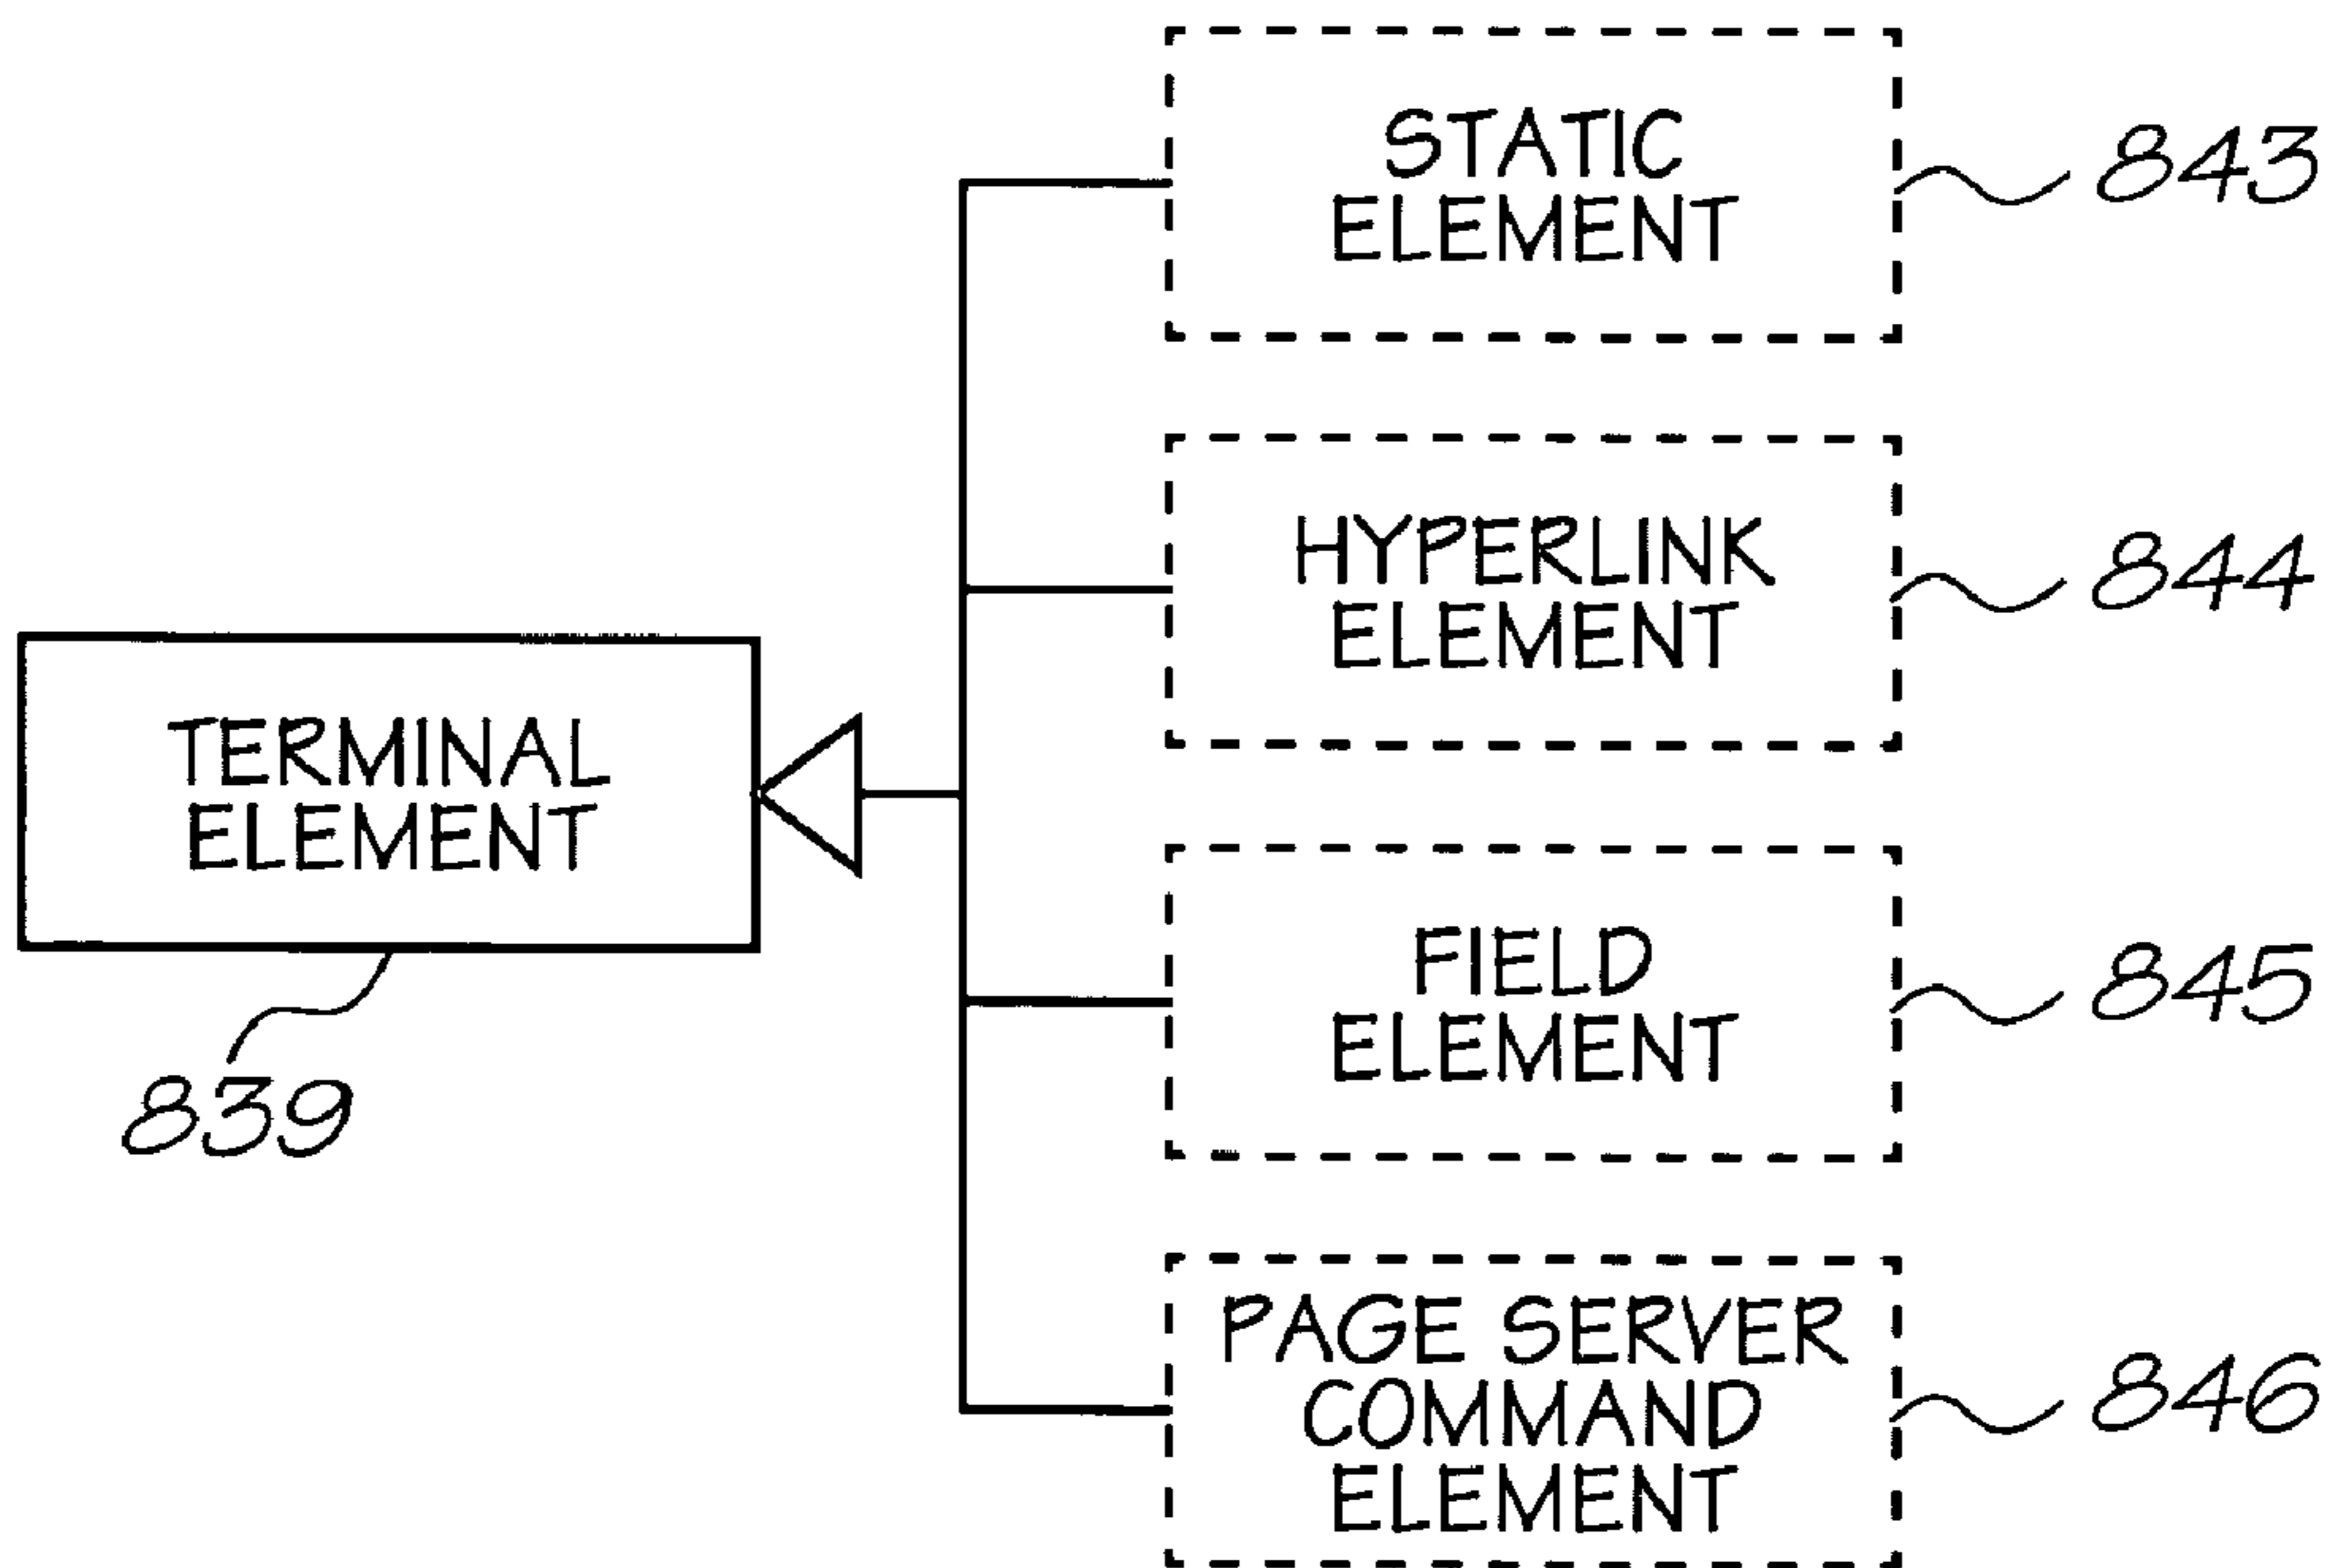 STATIC
ELEMENT
843
HYPERLINK
ELEMENT
844
TERMINAL
ELEMENT
839
FIELD
ELEMENT
845
PAGE SERVER
COMMAND
ELEMENT
846